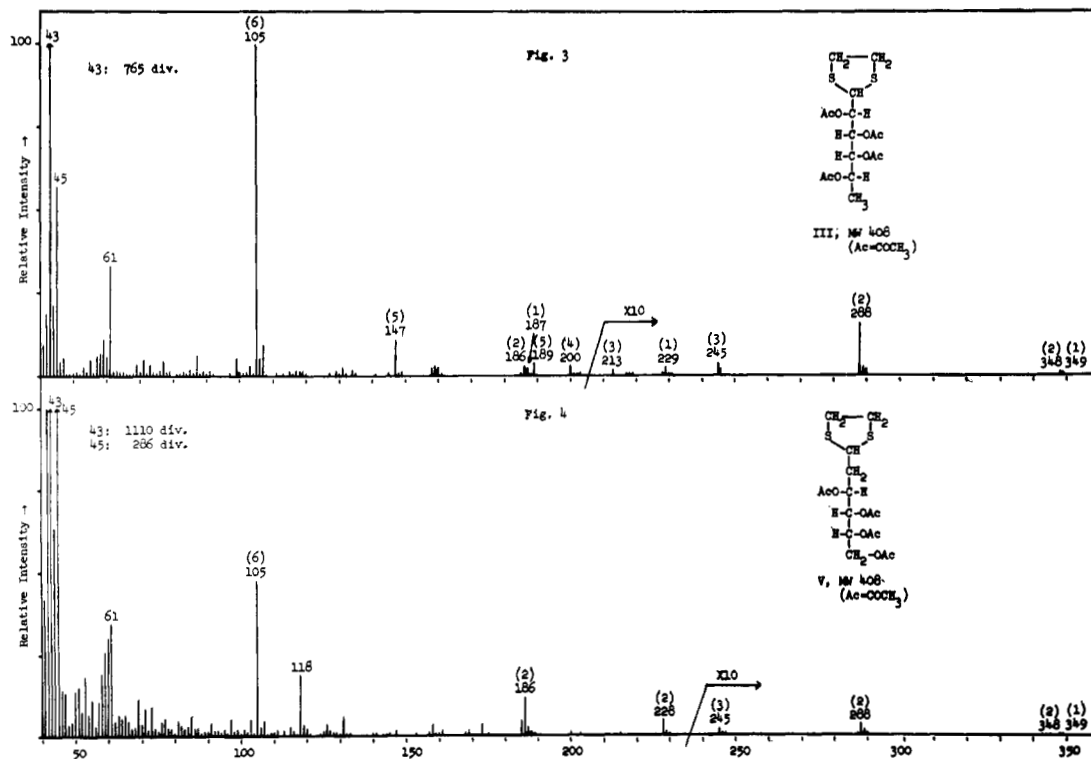 Fig. 3
Relative Intensity →
100
43
43: 765 div.
45
61
(6)
105
(5)
147
(2)
186
(1)
187
(5)
189
(4)
200
(3)
213
X10
(1)
229
(3)
245
(2)
288
(2)
348
(1)
349
CH2 CH2
S S
CH
AcO-C-H
H-C-OAc
H-C-OAc
AcO-C-H
CH3
III, MW 408
(Ac=COCH3)
Fig. 4
Relative Intensity →
100
43 45
43: 1110 div.
45: 286 div.
61
(6)
105
118
(2)
186
(2)
228
X10
(3)
245
(2)
288
(2)
348
(1)
349
CH2 CH2
S S
CH
CH2
AcO-C-H
H-C-OAc
H-C-OAc
CH2-OAc
V, MW 408
(Ac=COCH3)
50 100 150 200 250 300 350